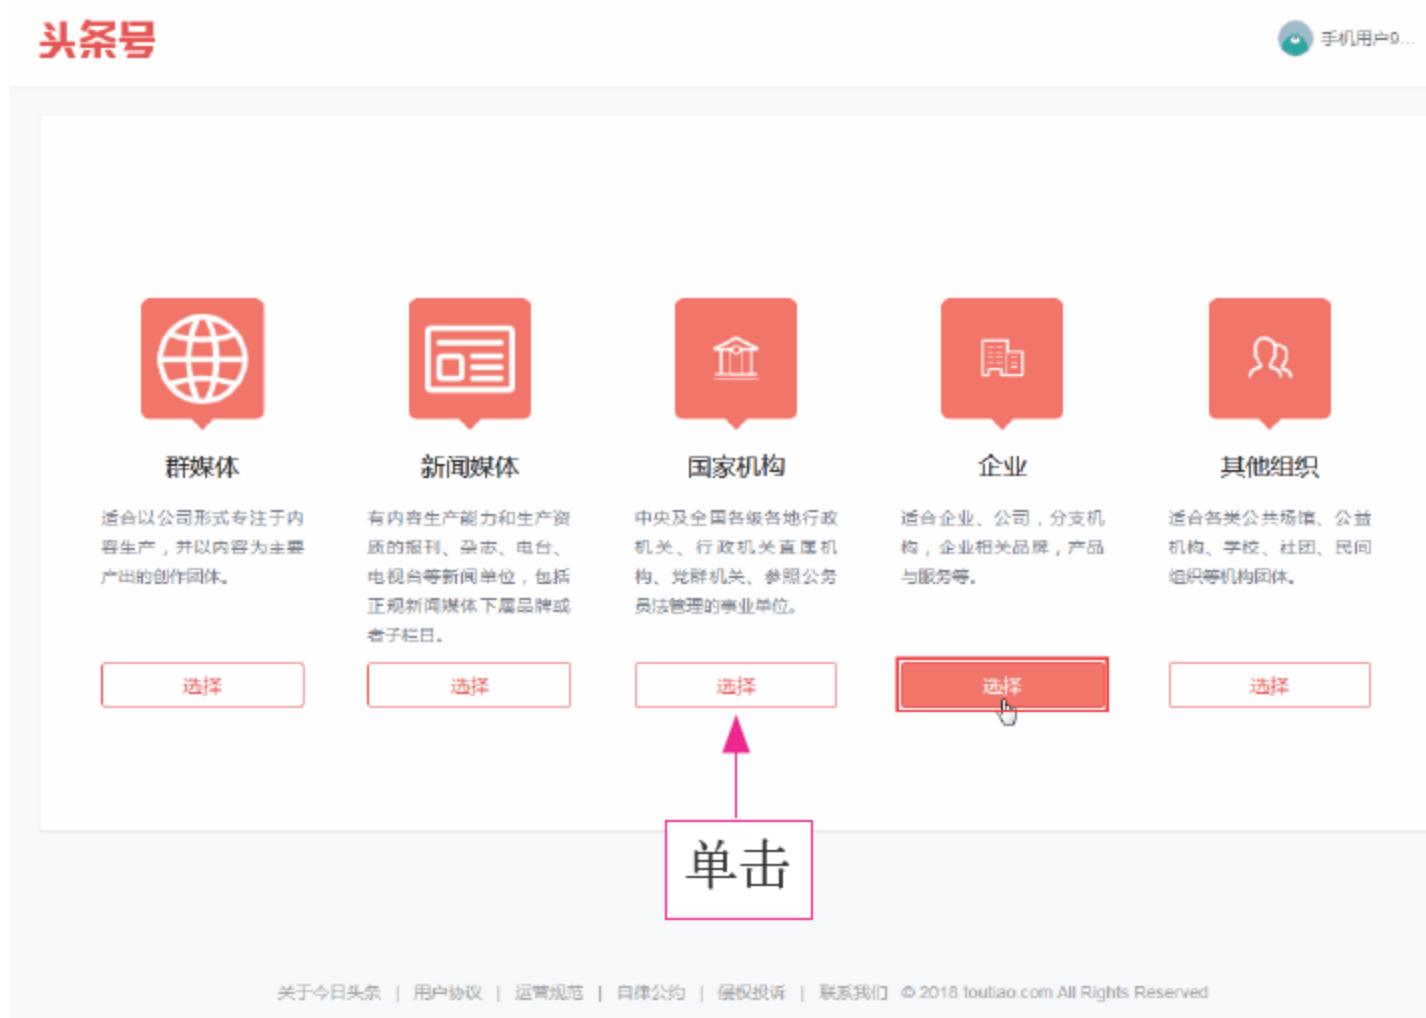 头条号
手机用户9...
群媒体
适合以公司形式专注于内
容生产，并以内容为主要
产出的创作团体。
选择
新闻媒体
有内容生产能力和生产资
质的报刊、杂志、电台、
电视台等新闻单位，包括
正规新闻媒体下属品牌或
者子栏目。
选择
国家机构
中央及全国各级各地行政
机关、行政机关直属机
构、党群机关、参照公务
员法管理的事业单位。
选择
企业
适合企业、公司，分支机
构，企业相关品牌，产品
与服务等。
选择
其他组织
适合各类公共场馆、公益
机构、学校、社团、民间
组织等机构团体。
选择
单击
关于今日头条 | 用户协议 | 运营规范 | 自律公约 | 侵权投诉 | 联系我们 © 2018 toutiao.com All Rights Reserved